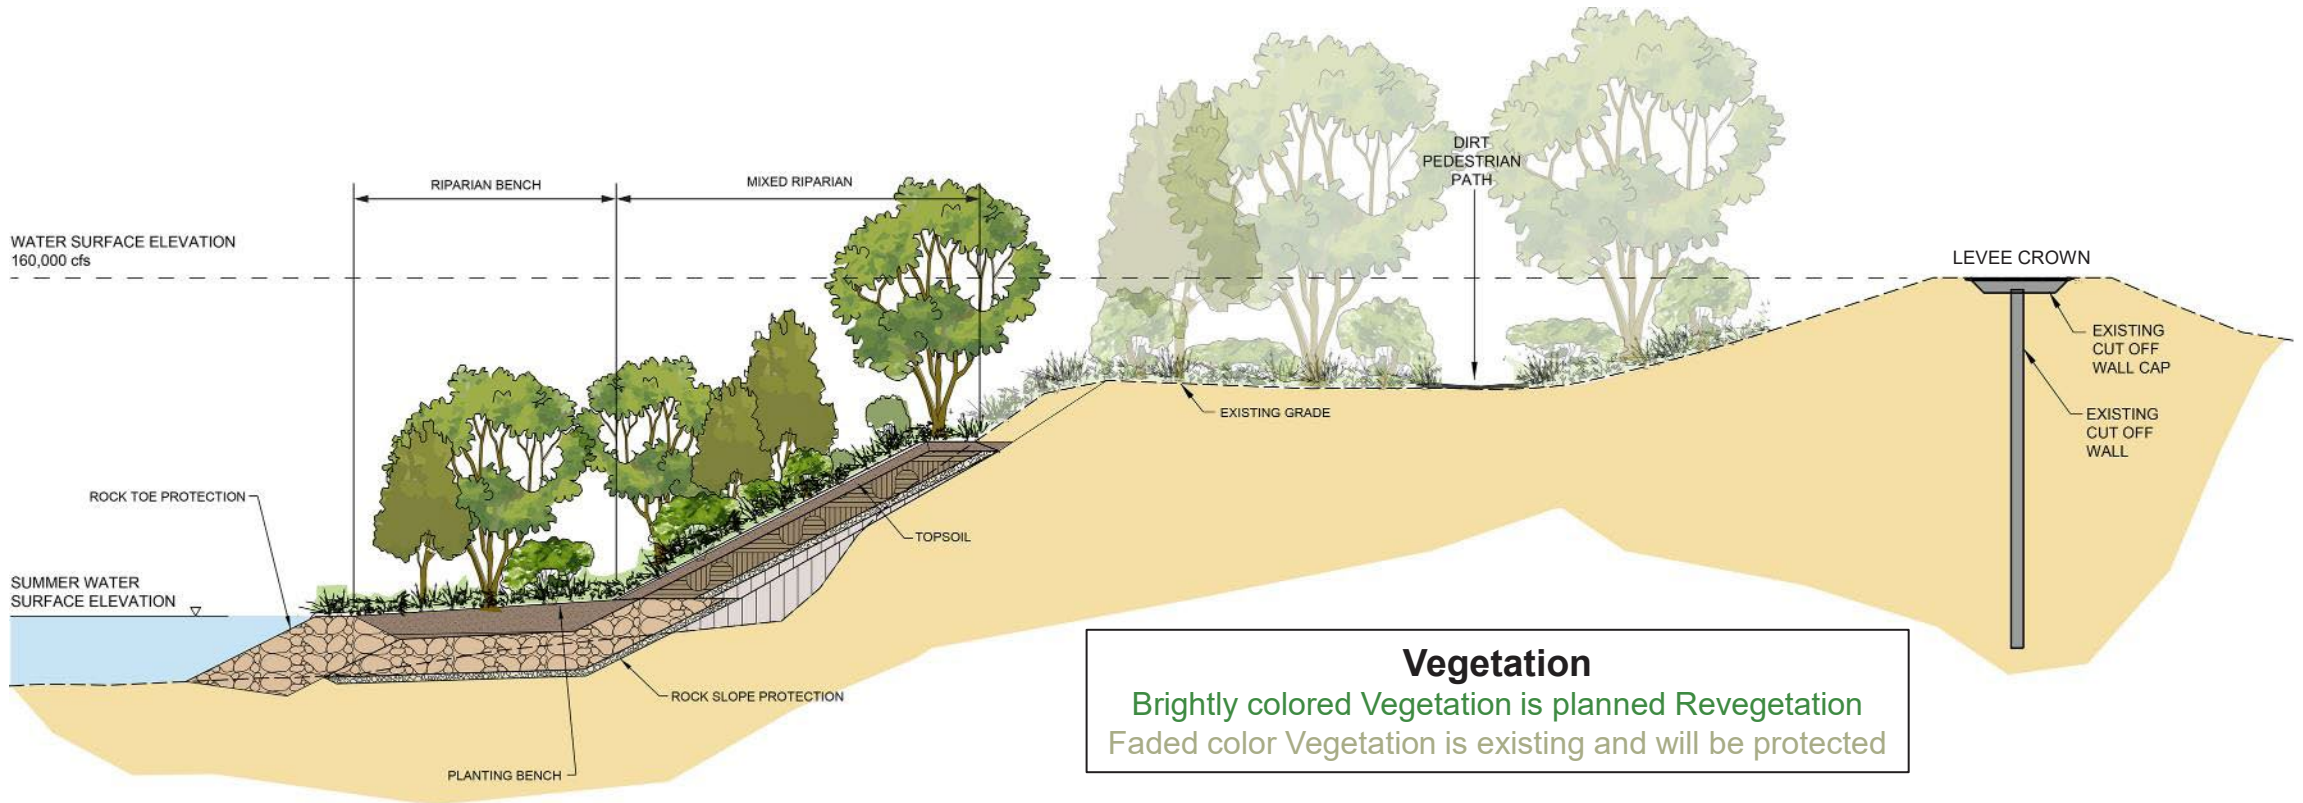 DIRT
PEDESTRIAN
PATH
RIPARIAN BENCH
MIXED RIPARIAN
WATER SURFACE ELEVATION
160,000 cfs
LEVEE CROWN
EXISTING
CUT OFF
WALL CAP
EXISTING GRADE
EXISTING
CUT OFF
WALL
ROCK TOE PROTECTION
TOPSOIL
SUMMER WATER
SURFACE ELEVATION
ROCK SLOPE PROTECTION
PLANTING BENCH
Vegetation
Brightly colored Vegetation is planned Revegetation
Faded color Vegetation is existing and will be protected